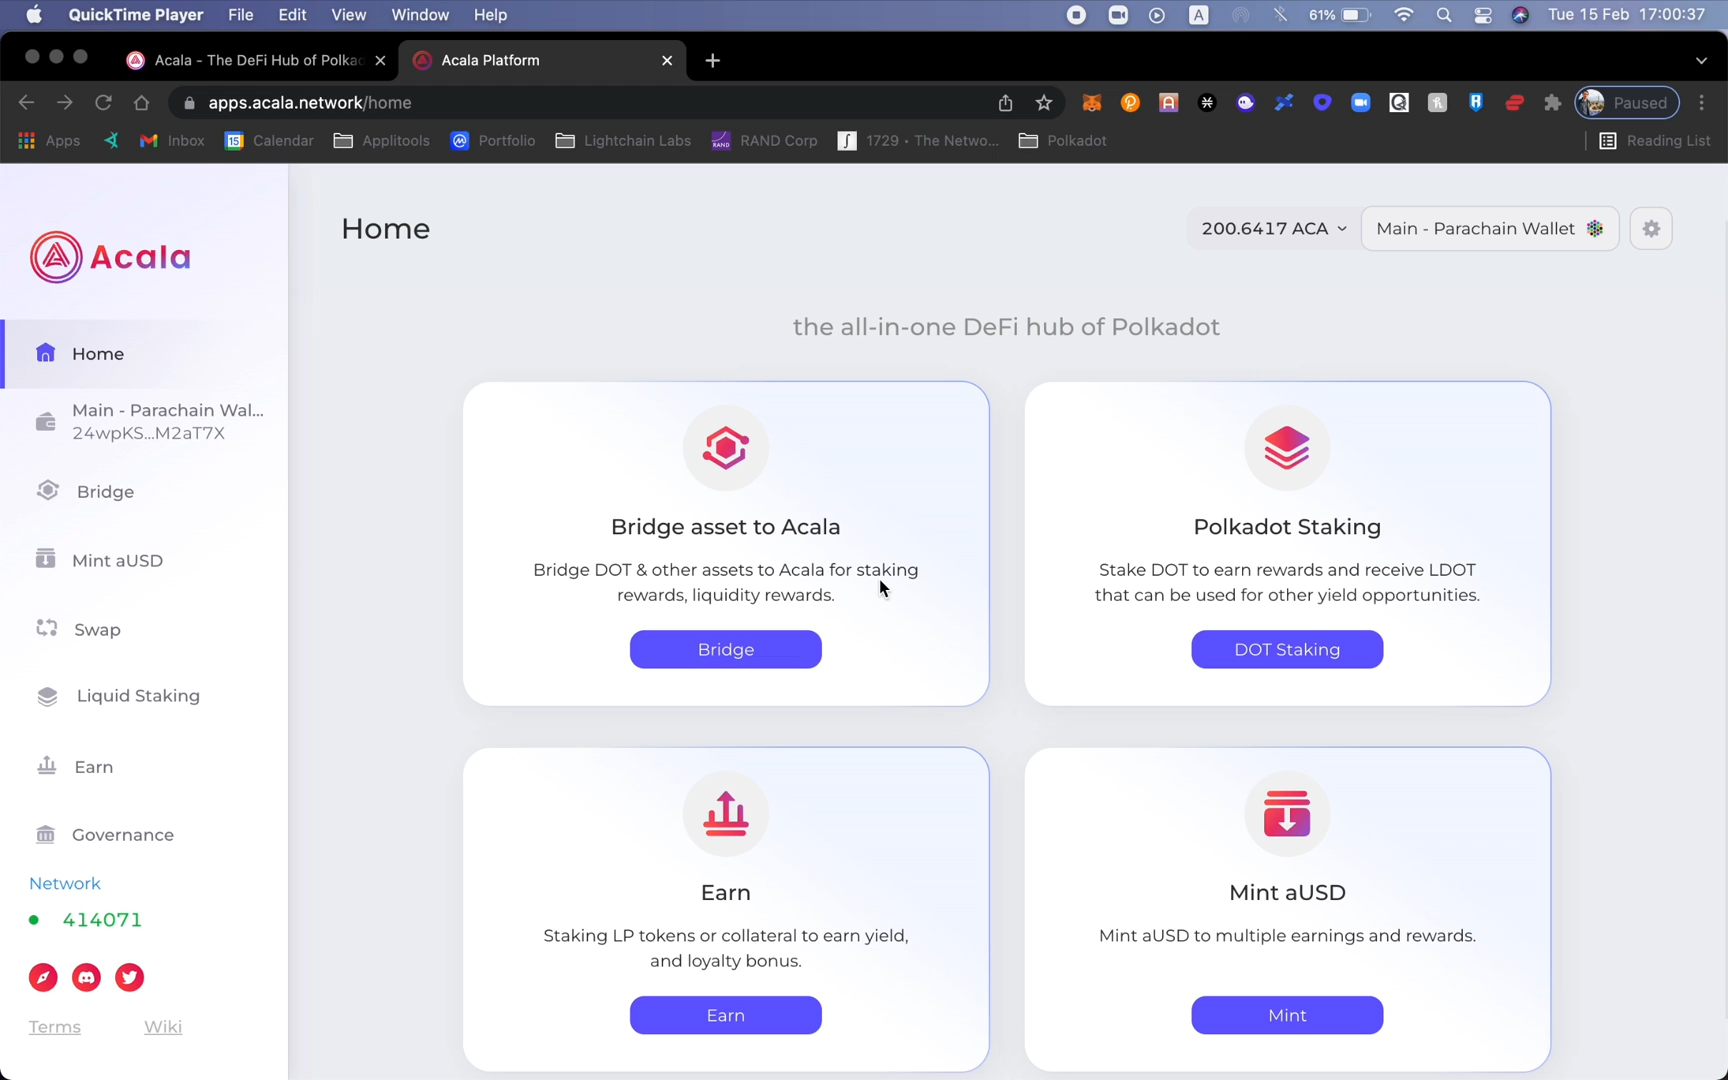 QuickTime Player File Edit View Window Help
A 61% Tue 15 Feb 17:00:37
Acala - The DeFi Hub of Polka
Acala Platform
apps.acala.network/home
Paused
Apps Inbox 15 Calendar Applitools Portfolio Lightchain Labs RAND RAND Corp 1729 • The Netwo... Polkadot Reading List
Acala
Home
Main - Parachain Wal...
24wpKS...M2aT7X
Bridge
Mint aUSD
Swap
Liquid Staking
Earn
Governance
Network
414071
Terms Wiki
Home
200.6417 ACA
Main - Parachain Wallet
the all-in-one DeFi hub of Polkadot
Bridge asset to Acala
Bridge DOT & other assets to Acala for staking
rewards, liquidity rewards.
Bridge
Polkadot Staking
Stake DOT to earn rewards and receive LDOT
that can be used for other yield opportunities.
DOT Staking
Earn
Staking LP tokens or collateral to earn yield,
and loyalty bonus.
Earn
Mint aUSD
Mint aUSD to multiple earnings and rewards.
Mint